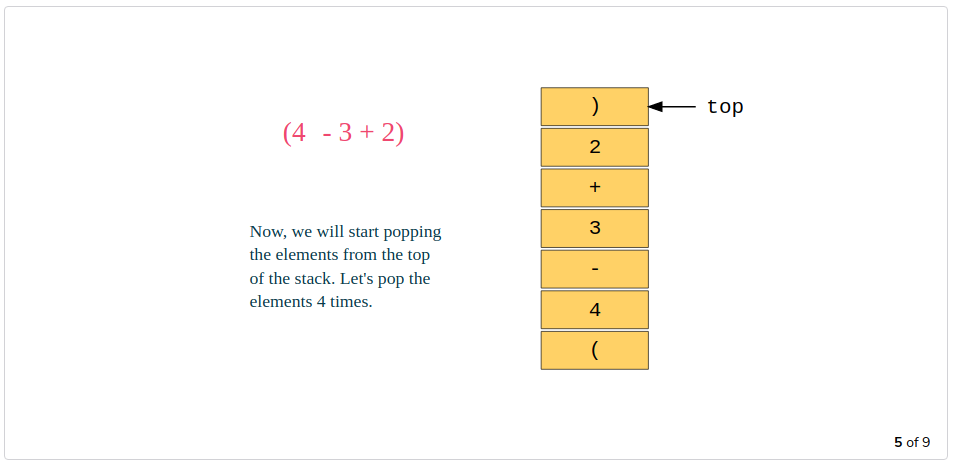 (4 - 3 + 2)
Now, we will start popping
the elements from the top
of the stack. Let's pop the
elements 4 times.
)
top
2
+
3
-
4
(
5 of 9